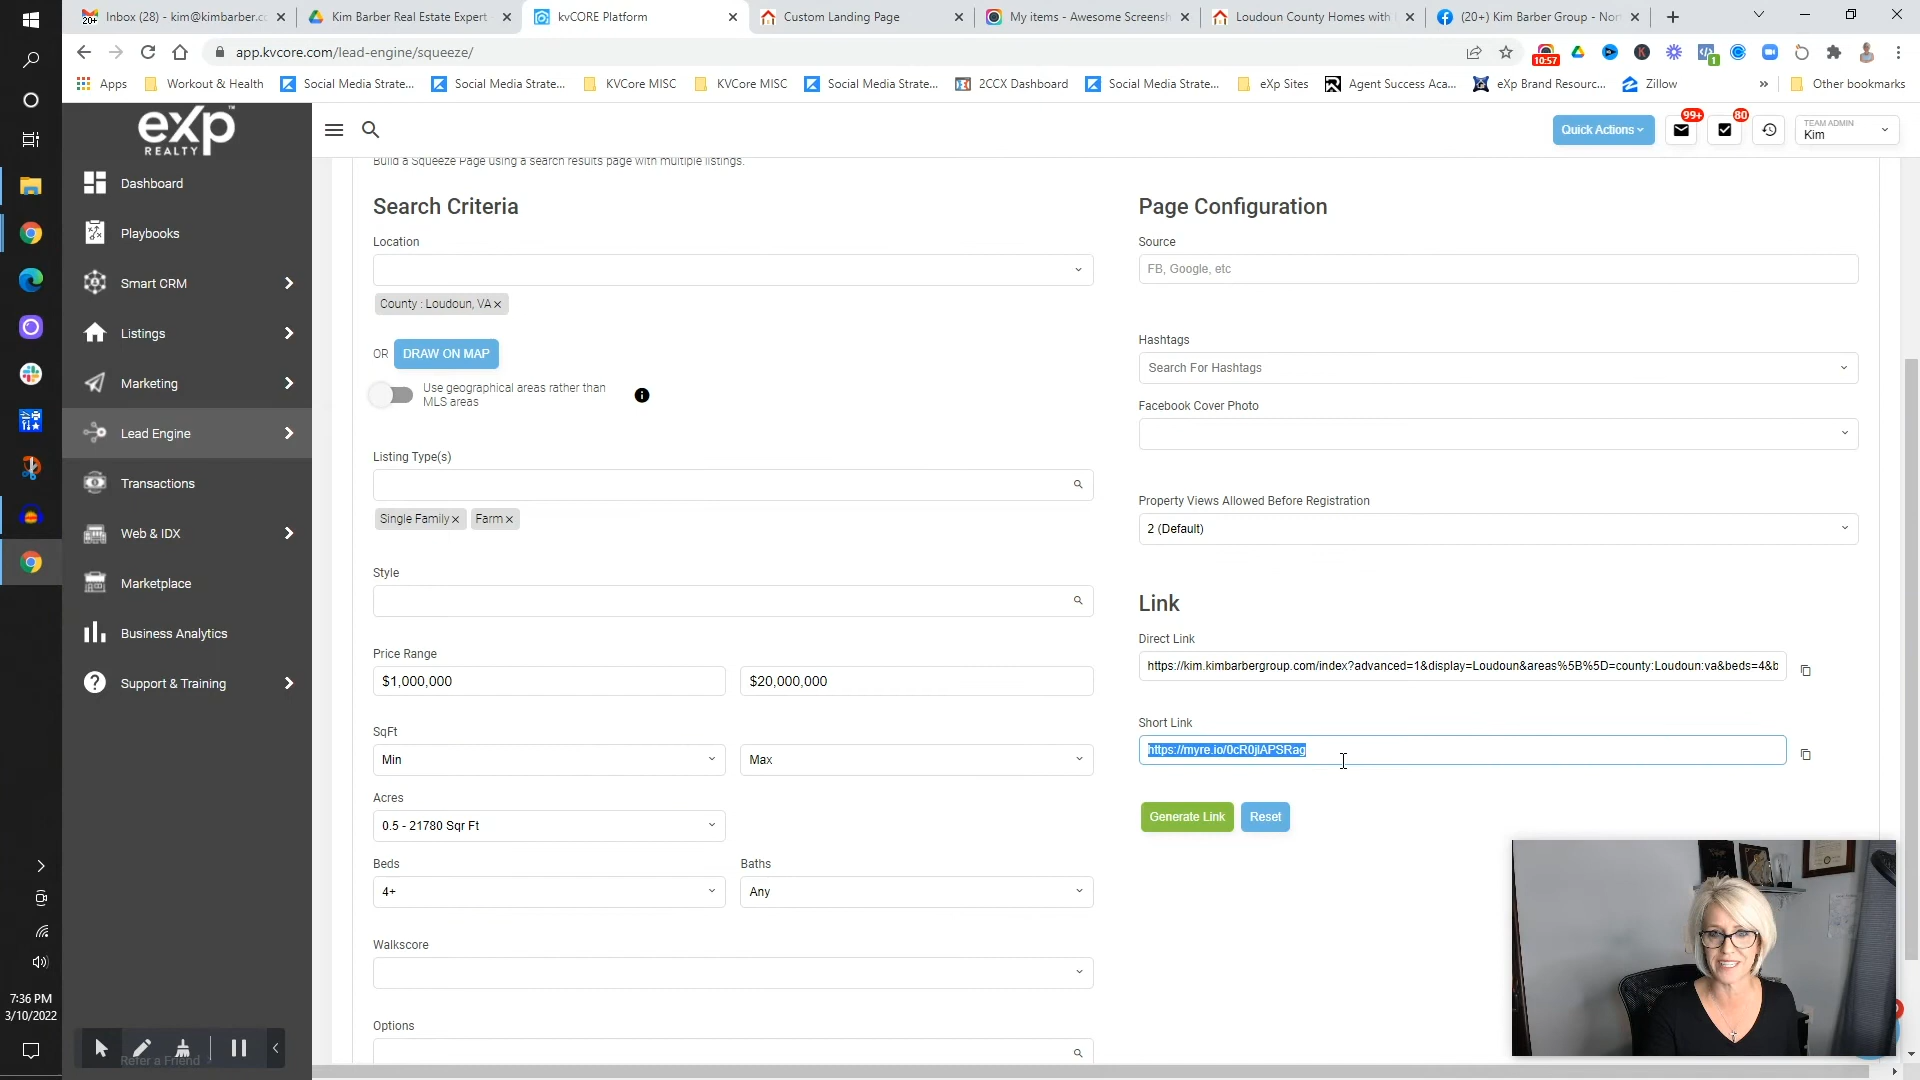 Inbox (28) - kim@kimbarber.c
Kim Barber Real Estate Expert
kvCORE Platform
Custom Landing Page
My items - Awesome Screensh
Loudoun County Homes with
(20+) Kim Barber Group - Nor
app.kvcore.com/lead-engine/squeeze/
10:57
1
Apps
Workout & Health
Social Media Strate...
Social Media Strate...
KVCore MISC
KVCore MISC
Social Media Strate...
2CCX Dashboard
Social Media Strate...
eXp Sites
Agent Success Aca...
eXp Brand Resourc...
Zillow
»
Other bookmarks
eXp
REALTY
Quick Actions
99+
80
TEAM ADMIN
Kim
Dashboard
Playbooks
Smart CRM
Listings
Marketing
Lead Engine
Transactions
Web & IDX
Marketplace
Business Analytics
Support & Training
Refer a Friend
7:36 PM
3/10/2022
Build a Squeeze Page using a search results page with multiple listings.
Search Criteria
Location
County : Loudoun, VA ×
OR DRAW ON MAP
Use geographical areas rather than
MLS areas
Listing Type(s)
Single Family × Farm ×
Style
Price Range
$1,000,000
$20,000,000
SqFt
Min
Max
Acres
0.5 - 21780 Sqr Ft
Beds
Baths
4+
Any
Walkscore
Options
Page Configuration
Source
FB, Google, etc
Hashtags
Search For Hashtags
Facebook Cover Photo
Property Views Allowed Before Registration
2 (Default)
Link
Direct Link
https://kim.kimbarbergroup.com/index?advanced=1&display=Loudoun&areas%5B%5D=county:Loudoun:va&beds=4&b
Short Link
https://myre.io/0cR0jlAPSRag
Generate Link
Reset